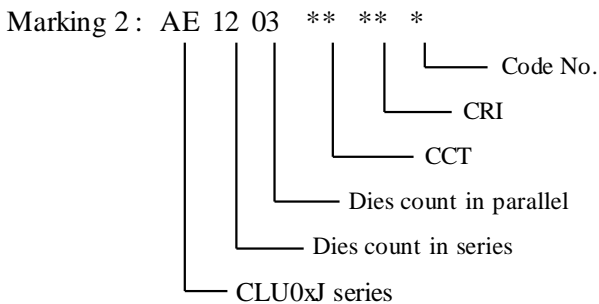 Marking 2 : AE 12 03 ** ** *
Code No.
CRI
CCT
Dies count in parallel
Dies count in series
CLU0xJ series